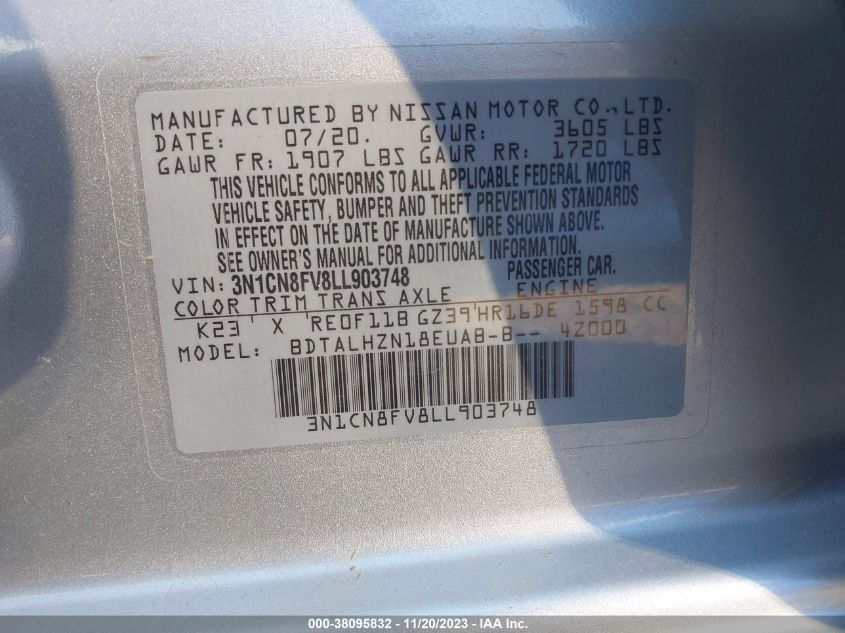 MANUFACTURED BY NISSAN MOTOR CO., LTD.
DATE: 07/20. GVWR: 3605 LBS
GAWR FR: 1907 LBS GAWR RR: 1720 LBS
THIS VEHICLE CONFORMS TO ALL APPLICABLE FEDERAL MOTOR
VEHICLE SAFETY, BUMPER AND THEFT PREVENTION STANDARDS
IN EFFECT ON THE DATE OF MANUFACTURE SHOWN ABOVE.
SEE OWNER'S MANUAL FOR ADDITIONAL INFORMATION.
VIN: 3N1CN8FV8LL903748 PASSENGER CAR.
COLOR TRIM TRANS AXLE ENGINE
K23 X RE0F11B GZ39 HR16DE 1598 CC
MODEL: BDTALHZN18EUAB-B-- 4Z000
3N1CN8FV8LL903748
000-38095832 - 11/20/2023 - IAA Inc.